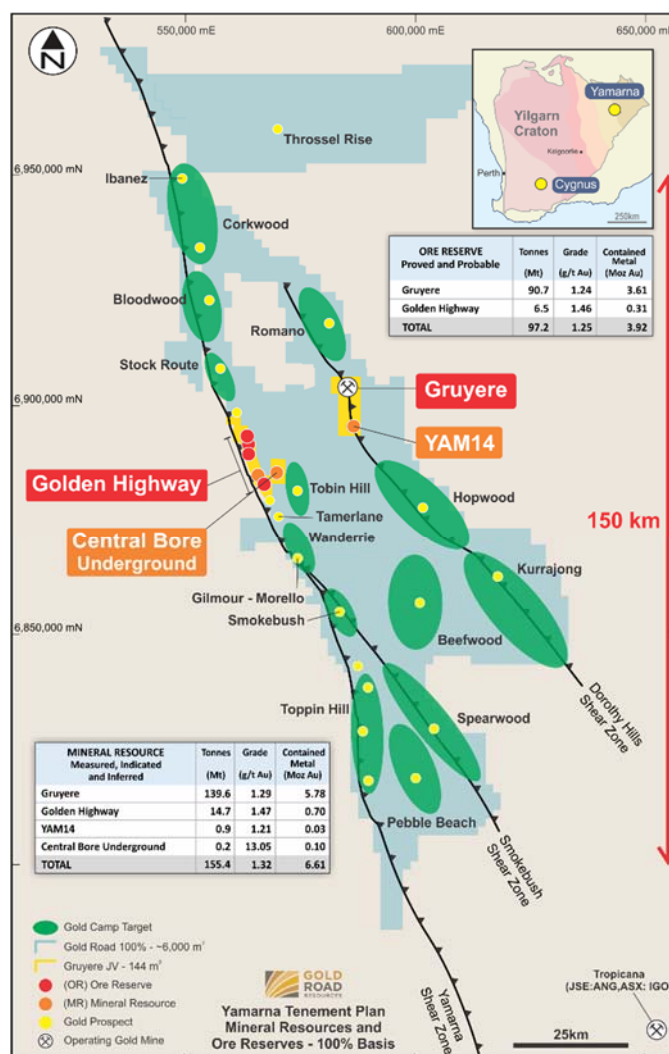 550,000 mE
600,000 mE
650,000 mE
N
Throssel Rise
Yamarna
Yilgarn
Craton
Kalgoorlie
Perth
Cygnus
250km
6,950,000 mN
Ibanez
Corkwood
ORE RESERVE
Proved and Probable
Tonnes
(Mt)
Grade
(g/t Au)
Contained
Metal
(Moz Au)
Gruyere 90.7 1.24 3.61
Golden Highway 6.5 1.46 0.31
TOTAL 97.2 1.25 3.92
Bloodwood
Romano
Stock Route
Gruyere
6,900,000 mN
YAM14
Golden Highway
Tobin Hill
Hopwood
150 km
Central Bore
Underground
Tamerlane
Wanderrie
Kurrajong
Gilmour - Morello
Smokebush
Beefwood
6,850,000 mN
Dorothy Hills
Shear Zone
Toppin Hill
Spearwood
MINERAL RESOURCE
Measured, Indicated
and Inferred
Tonnes
(Mt)
Grade
(g/t Au)
Contained
Metal
(Moz Au)
Gruyere 139.6 1.29 5.78
Golden Highway 14.7 1.47 0.70
YAM14 0.9 1.21 0.03
Central Bore Underground 0.2 13.05 0.10
TOTAL 155.4 1.32 6.61
Pebble Beach
Smokebush
Shear Zone
Gold Camp Target
Gold Road 100% - ~6,000 m²
Gruyere JV - 144 m²
(OR) Ore Reserve
(MR) Mineral Resource
Gold Prospect
Operating Gold Mine
GOLD
ROAD
RESOURCES
Yamarna Tenement Plan
Mineral Resources and
Ore Reserves - 100% Basis
Yamarna
Shear Zone
Tropicana
(JSE:ANG,ASX: IGO)
25km